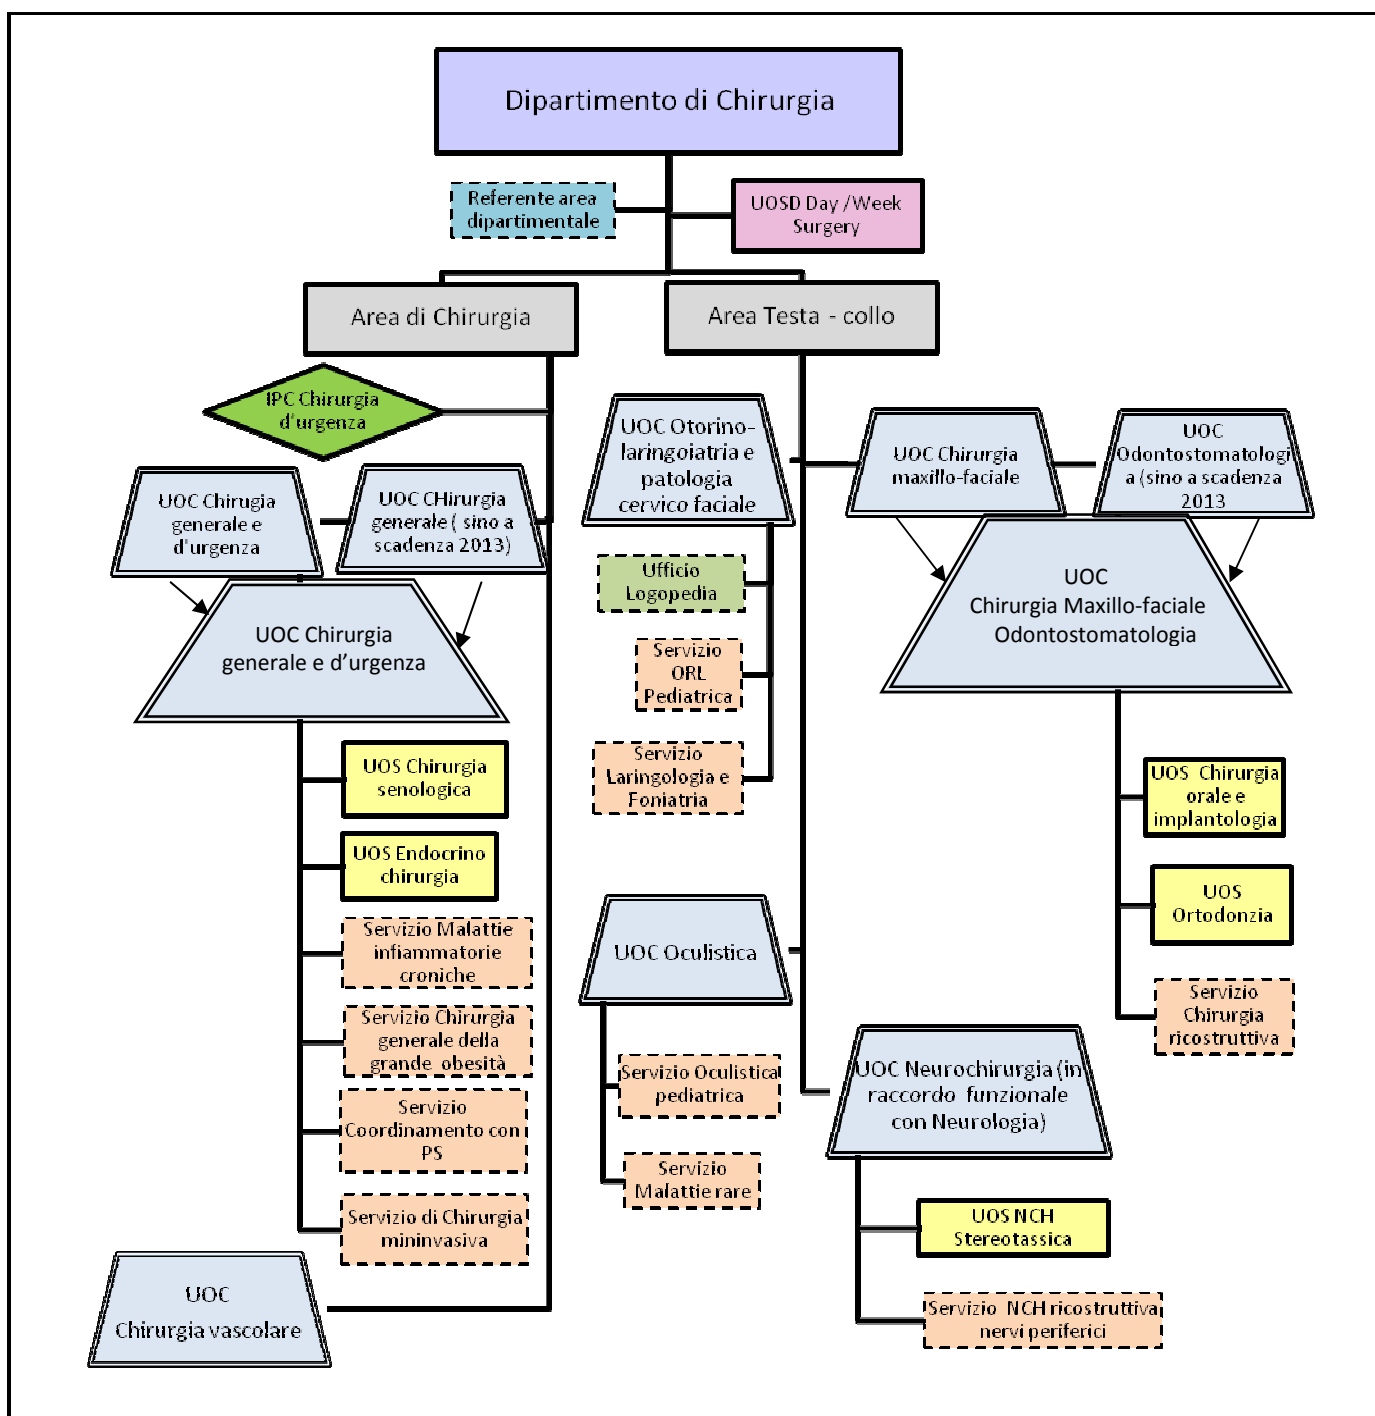 Dipartimento di Chirurgia
Referente area
dipartimentale
UOSD Day /Week
Surgery
Area di Chirurgia
Area Testa - collo
IPC Chirurgia
d'urgenza
UOC Chirugia
generale e
d'urgenza
UOC CHirurgia
generale ( sino a
scadenza 2013)
UOC Chirurgia
generale e d’urgenza
UOS Chirurgia
senologica
UOS Endocrino
chirurgia
Servizio Malattie
infiammatorie
croniche
Servizio Chirurgia
generale della
grande obesità
Servizio
Coordinamento con
PS
Servizio di Chirurgia
mininvasiva
UOC
Chirurgia vascolare
UOC Otorino-
laringoiatria e
patologia
cervico faciale
Ufficio
Logopedia
Servizio
ORL
Pediatrica
Servizio
Laringologia e
Foniatria
UOC Oculistica
Servizio Oculistica
pediatrica
Servizio
Malattie rare
UOC Chirurgia
maxillo-faciale
UOC
Odontostomatologi
a (sino a scadenza
2013
UOC
Chirurgia Maxillo-faciale
Odontostomatologia
UOS Chirurgia
orale e
implantologia
UOS
Ortodonzia
Servizio
Chirurgia
ricostruttiva
UOC Neurochirurgia (in
raccordo funzionale
con Neurologia)
UOS NCH
Stereotassica
Servizio NCH ricostruttiva
nervi periferici